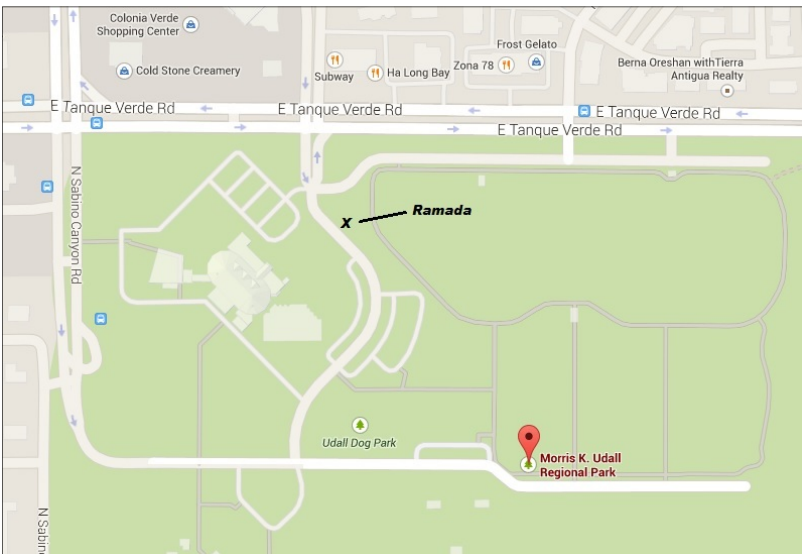 Colonia Verde
Shopping Center
Frost Gelato
Cold Stone Creamery
Subway
Ha Long Bay
Zona 78
Berna Oreshan withTierra
Antigua Realty
E Tanque Verde Rd
E Tanque Verde Rd
E Tanque Verde Rd
E Tanque Verde Rd
N Sabino Canyon Rd
X
Ramada
Udall Dog Park
Morris K. Udall
Regional Park
N Sabin